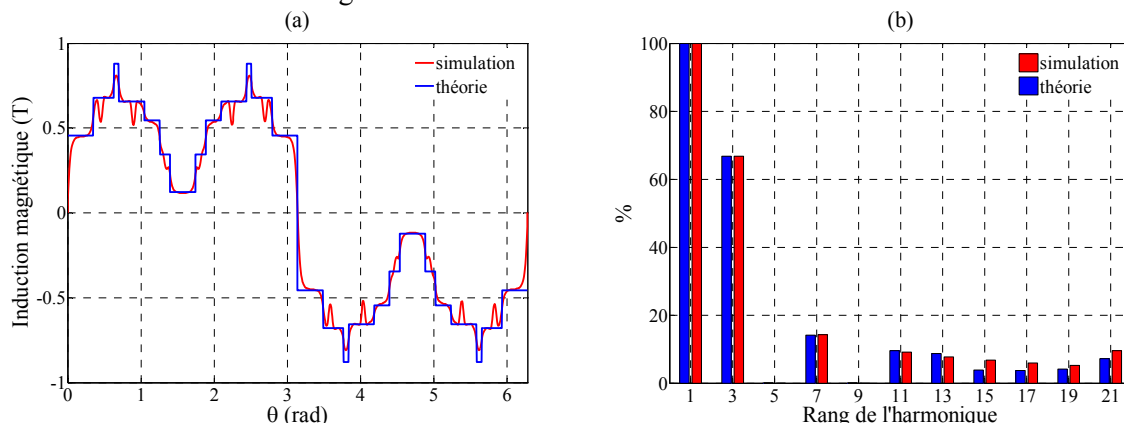 (a)
1
0.5
0
-0.5
-1
Induction magnétique (T)
0 1 2 3 4 5 6
θ (rad)
simulation
théorie
(b)
100
80
60
40
20
0
%
1 3 5 7 9 11 13 15 17 19 21
Rang de l'harmonique
simulation
théorie